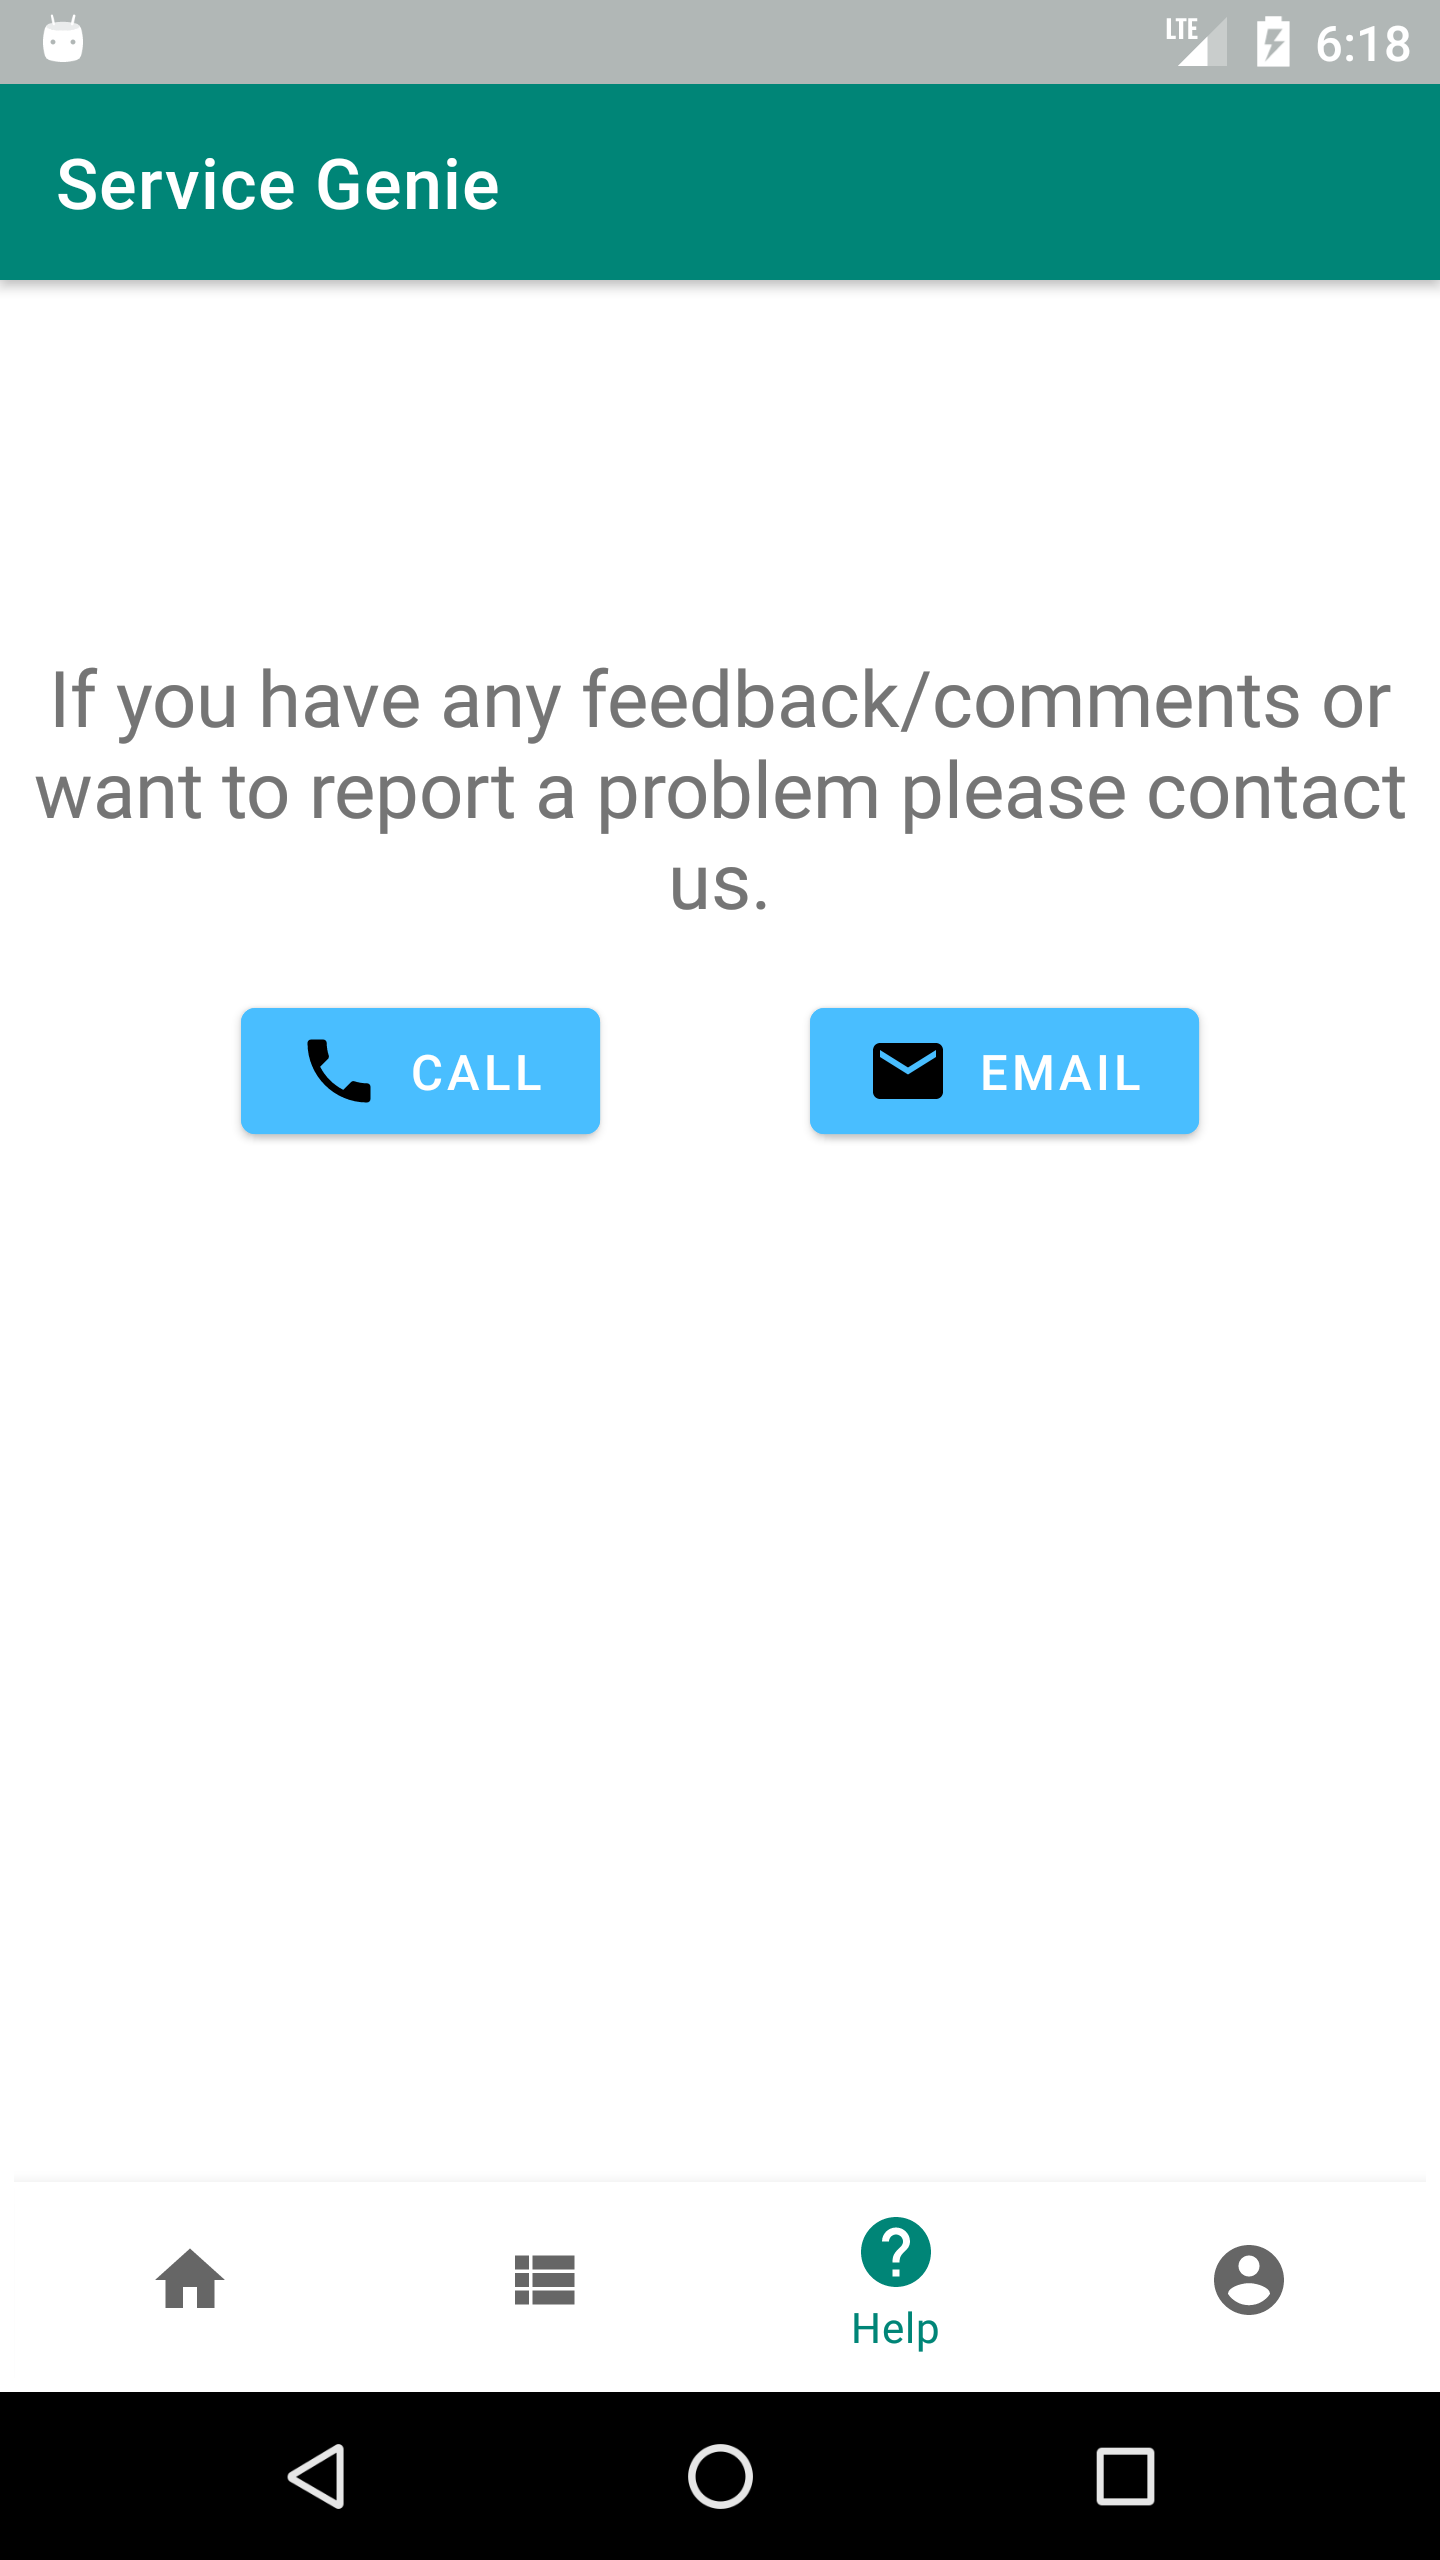 LTE 6:18
Service Genie
If you have any feedback/comments or
want to report a problem please contact
us.
CALL EMAIL
Help